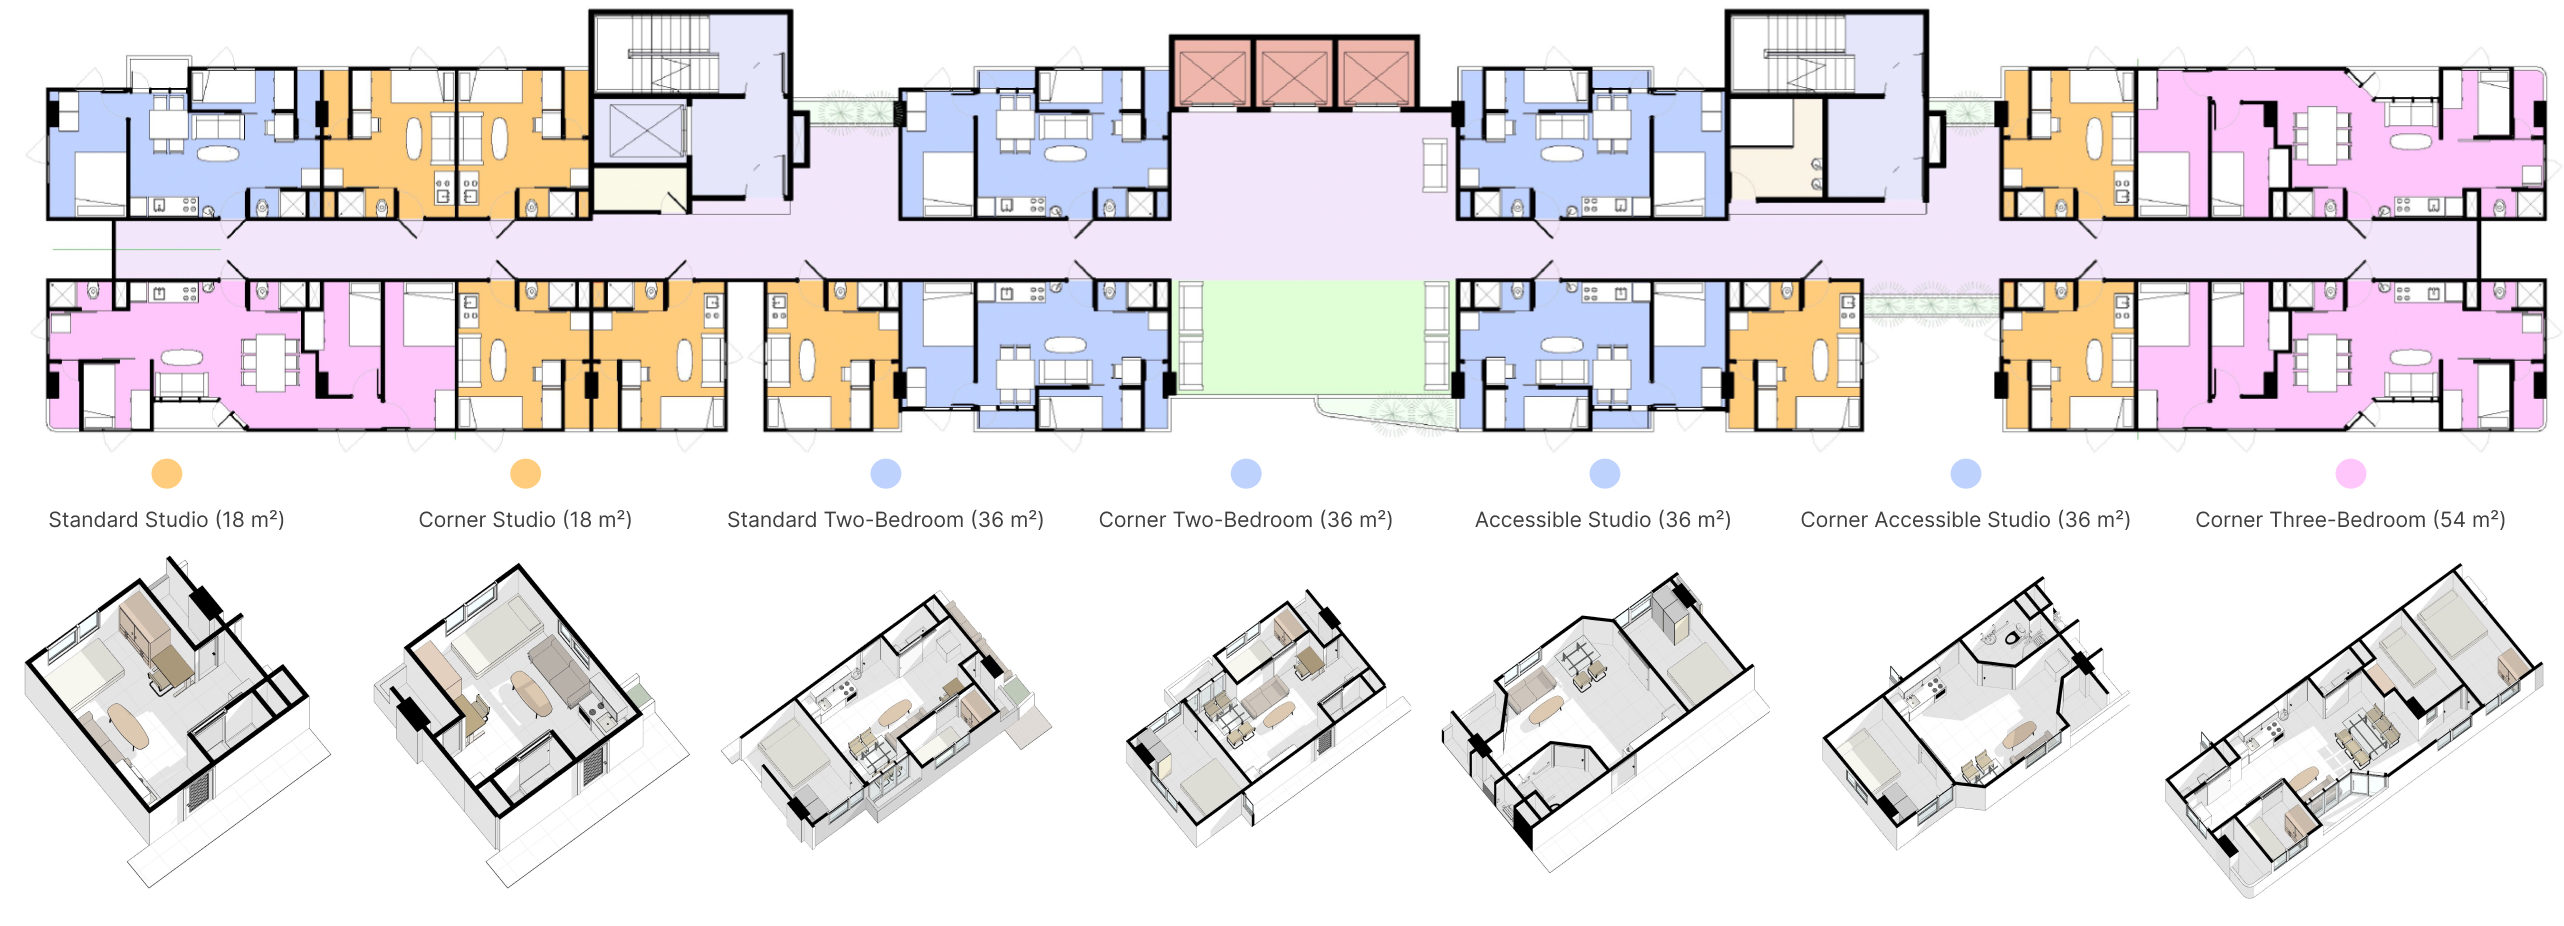 Standard Studio (18 m²)
Corner Studio (18 m²)
Standard Two-Bedroom (36 m²)
Corner Two-Bedroom (36 m²)
Accessible Studio (36 m²)
Corner Accessible Studio (36 m²)
Corner Three-Bedroom (54 m²)